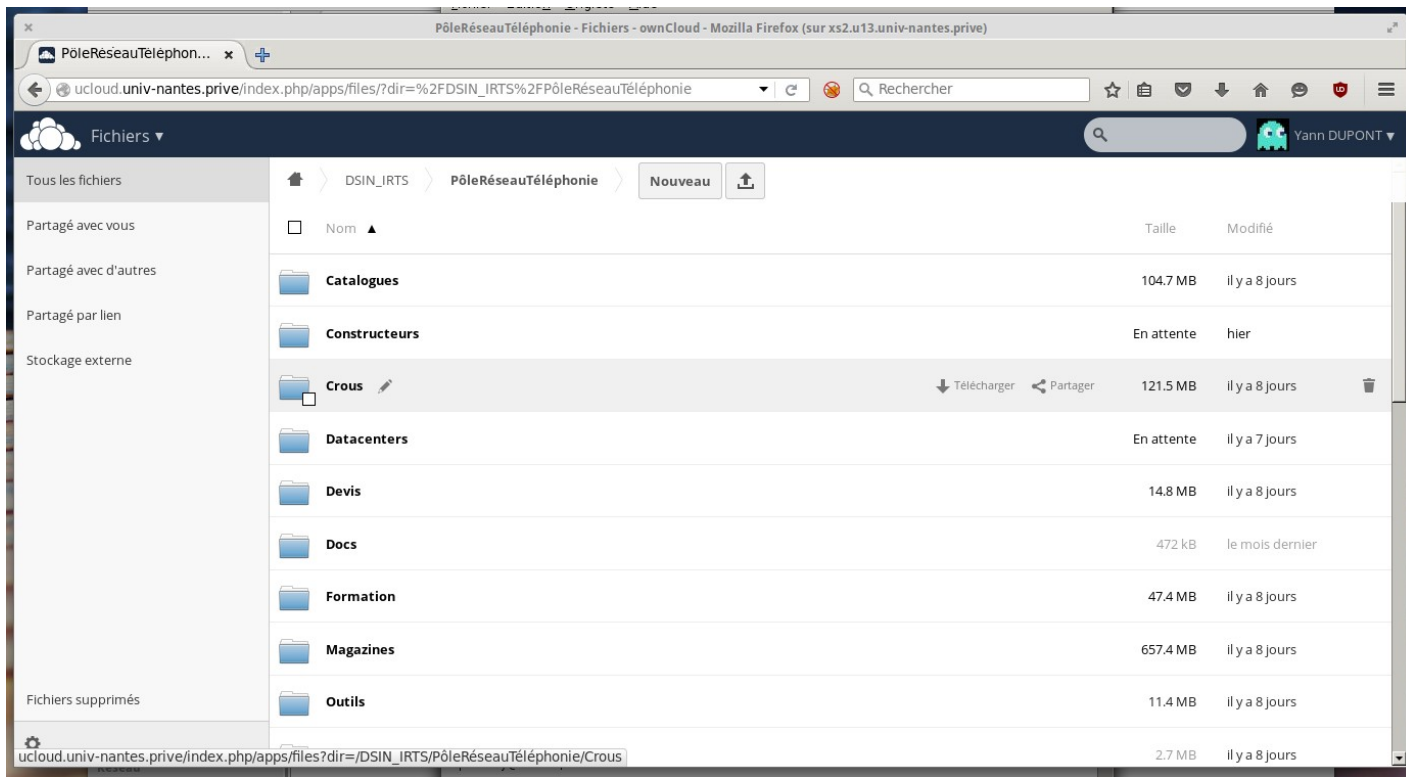 PôleRéseauTéléphonie - Fichiers - ownCloud - Mozilla Firefox (sur xs2.u13.univ-nantes.prive)
PôleRéseauTéléphon...
ucloud.univ-nantes.prive/index.php/apps/files/?dir=%2FDSIN_IRTS%2FPôleRéseauTéléphonie
Rechercher
Fichiers ▾
Yann DUPONT ▾
Tous les fichiers
Partagé avec vous
Partagé avec d'autres
Partagé par lien
Stockage externe
Fichiers supprimés
DSIN_IRTS
PôleRéseauTéléphonie
Nouveau
Nom ▲ Taille Modifié
Catalogues 104.7 MB il y a 8 jours
Constructeurs En attente hier
Crous Télécharger Partager 121.5 MB il y a 8 jours
Datacenters En attente il y a 7 jours
Devis 14.8 MB il y a 8 jours
Docs 472 kB le mois dernier
Formation 47.4 MB il y a 8 jours
Magazines 657.4 MB il y a 8 jours
Outils 11.4 MB il y a 8 jours
2.7 MB il y a 8 jours
ucloud.univ-nantes.prive/index.php/apps/files?dir=/DSIN_IRTS/PôleRéseauTéléphonie/Crous